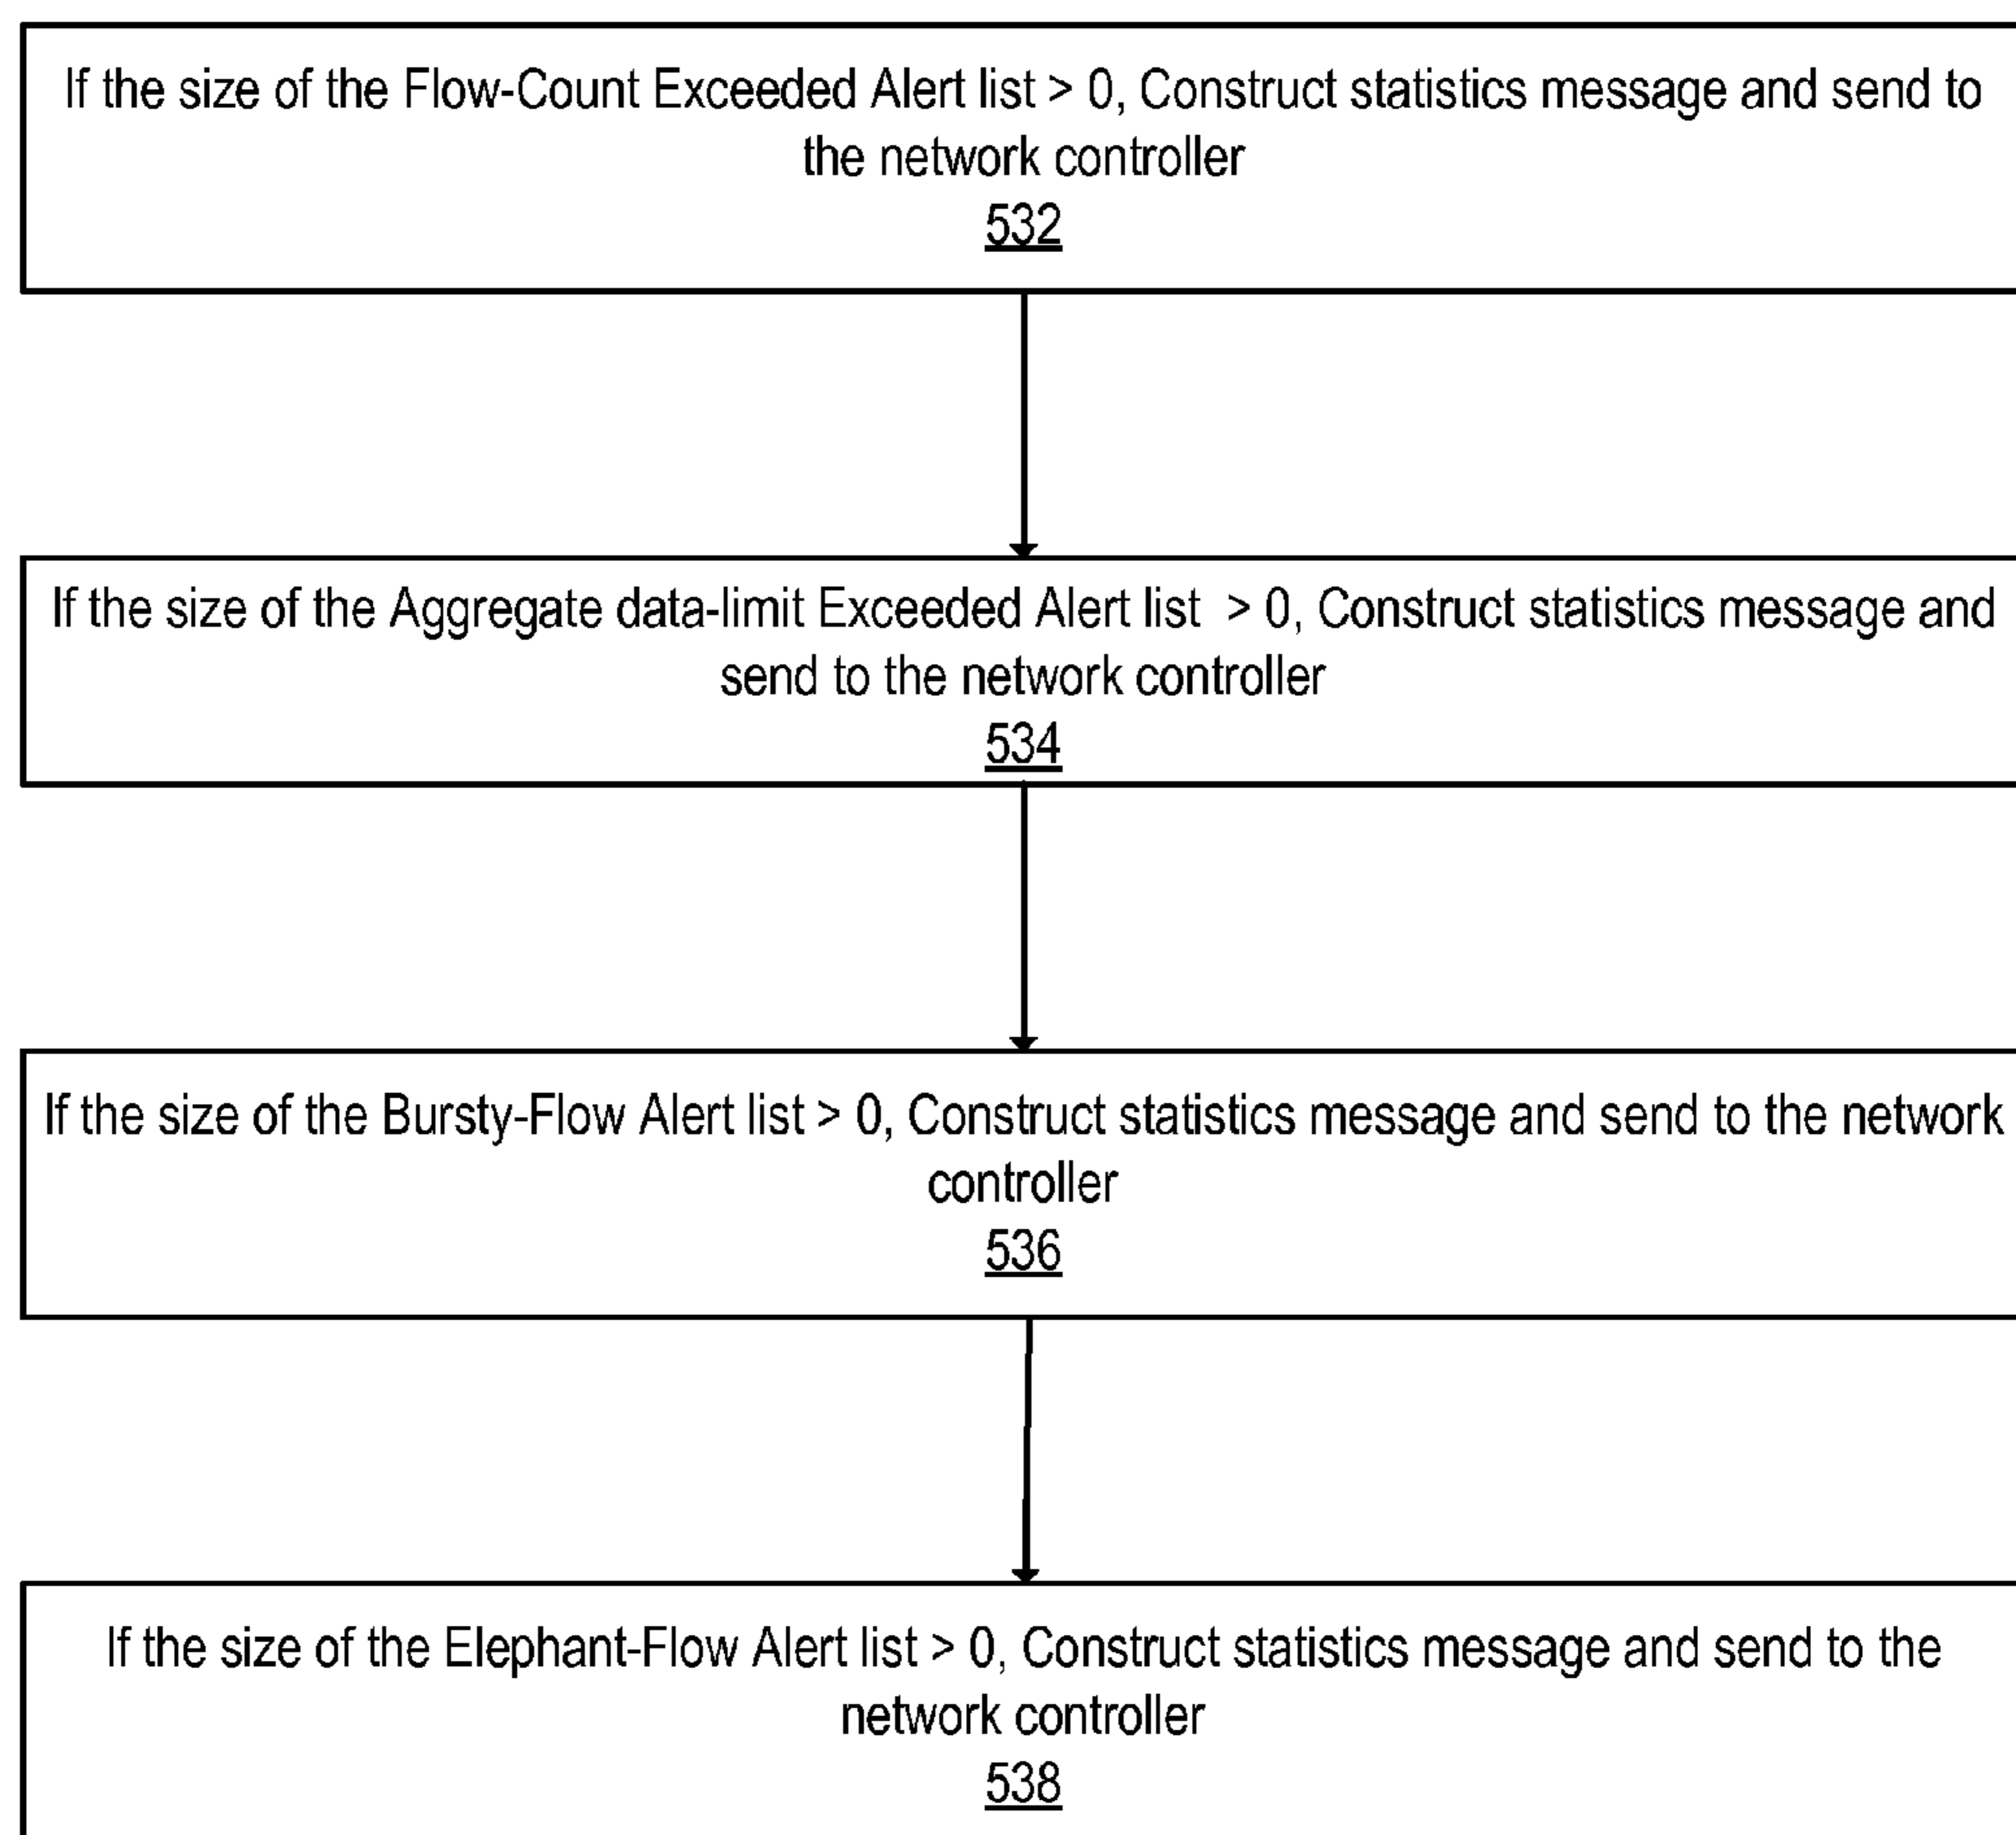 If the size of the Flow-Count Exceeded Alert list > 0, Construct statistics message and send to
the network controller
532
If the size of the Aggregate data-limit Exceeded Alert list > 0, Construct statistics message and
send to the network controller
534
If the size of the Bursty-Flow Alert list > 0, Construct statistics message and send to the network
controller
536
If the size of the Elephant-Flow Alert list > 0, Construct statistics message and send to the
network controller
538